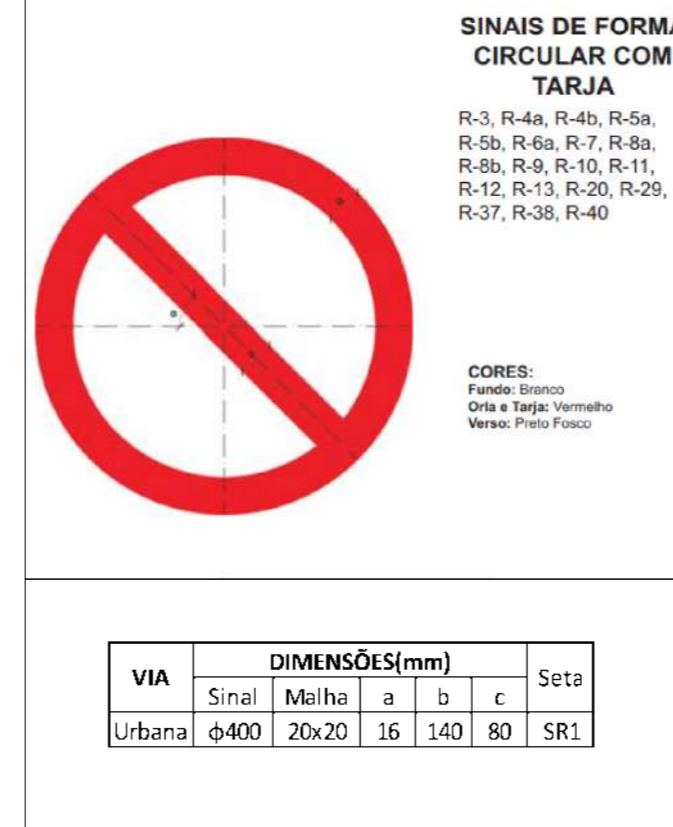 SINAIS DE FORMA
CIRCULAR COM
TARJA
R-3, R-4a, R-4b, R-5a,
R-5b, R-6a, R-7, R-8a,
R-8b, R-9, R-10, R-11,
R-12, R-13, R-20, R-29,
R-37, R-38, R-40
CORES:
Fundo: Branco
Orla e Tarja: Vermelho
Verso: Preto Fosco
VIA DIMENSÕES(mm) Seta
Sinal Malha a b c
Urbana ϕ400 20x20 16 140 80 SR1